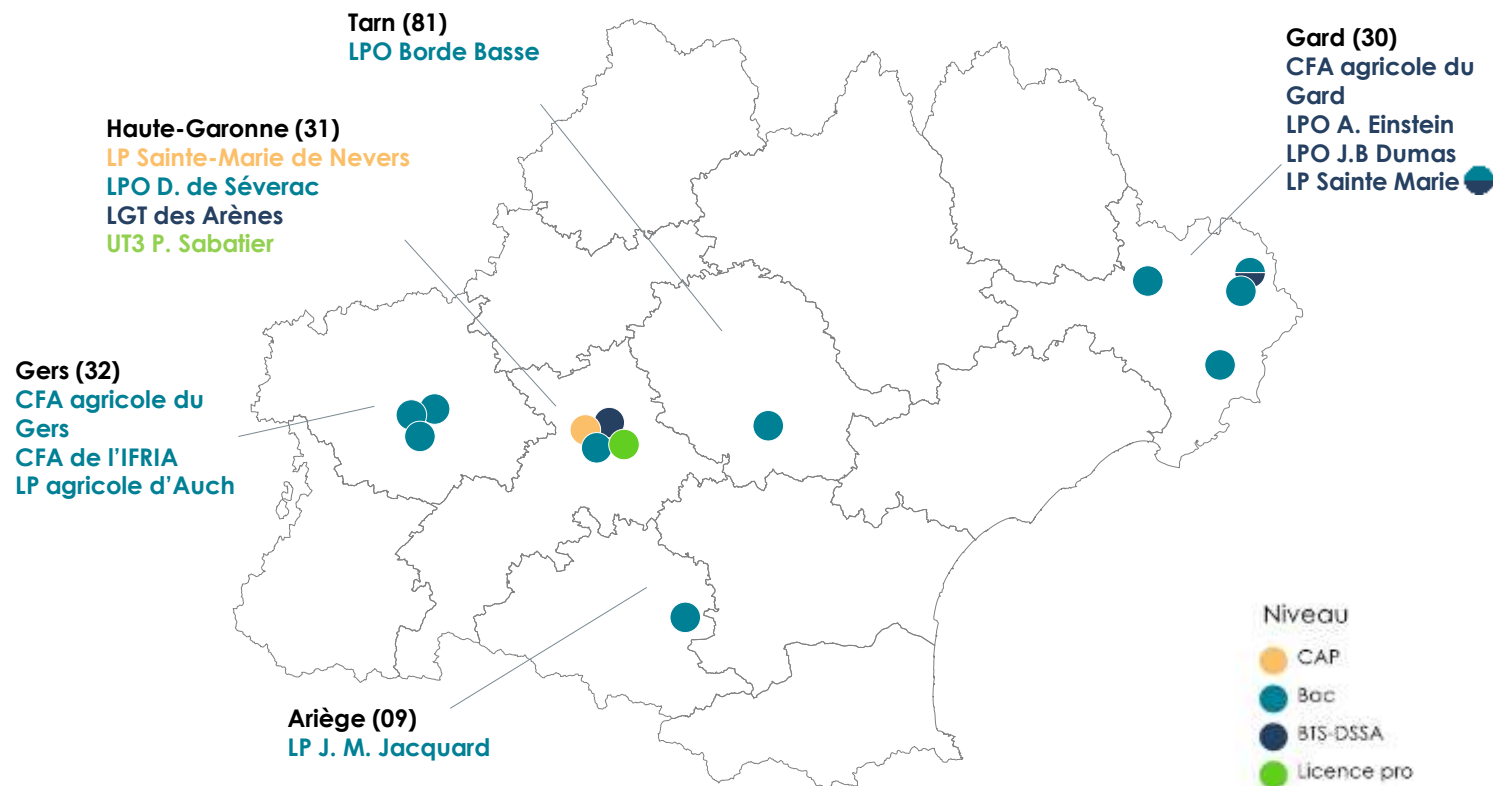 Tarn (81)
LPO Borde Basse
Gard (30)
CFA agricole du
Gard
LPO A. Einstein
LPO J.B Dumas
LP Sainte Marie
Haute-Garonne (31)
LP Sainte-Marie de Nevers
LPO D. de Séverac
LGT des Arènes
UT3 P. Sabatier
Gers (32)
CFA agricole du
Gers
CFA de l’IFRIA
LP agricole d’Auch
Ariège (09)
LP J. M. Jacquard
Niveau
CAP
Bac
BTS-DSSA
Licence pro